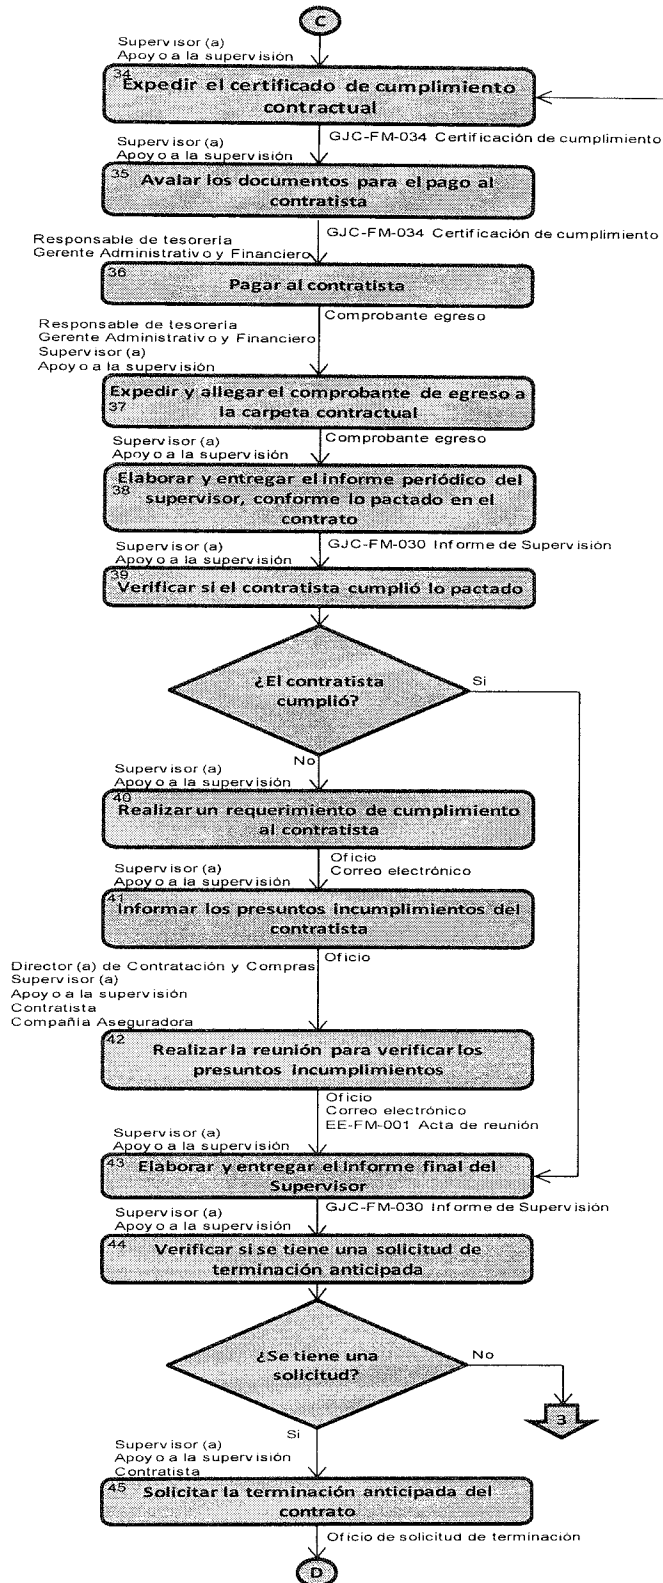 C
Supervisor (a)
Apoyo a la supervisión
34
Expedir el certificado de cumplimiento
contractual
GJC-FM-034 Certificación de cumplimiento
Supervisor (a)
Apoyo a la supervisión
35
Avalar los documentos para el pago al
contratista
GJC-FM-034 Certificación de cumplimiento
Responsable de tesorería
Gerente Administrativo y Financiero
36
Pagar al contratista
Comprobante egreso
Responsable de tesorería
Gerente Administrativo y Financiero
Supervisor (a)
Apoyo a la supervisión
Expedir y allegar el comprobante de egreso a
37
la carpeta contractual
Comprobante egreso
Supervisor (a)
Apoyo a la supervisión
Elaborar y entregar el informe periódico del
38
supervisor, conforme lo pactado en el
contrato
GJC-FM-030 Informe de Supervisión
Supervisor (a)
Apoyo a la supervisión
39
Verificar si el contratista cumplió lo pactado
¿El contratista
cumplió?
Si
No
Supervisor (a)
Apoyo a la supervisión
40
Realizar un requerimiento de cumplimiento
al contratista
Oficio
Correo electrónico
Supervisor (a)
Apoyo a la supervisión
41
Informar los presuntos incumplimientos del
contratista
Oficio
Director (a) de Contratación y Compras
Supervisor (a)
Apoyo a la supervisión
Contratista
Compañía Aseguradora
42
Realizar la reunión para verificar los
presuntos incumplimientos
Oficio
Correo electrónico
EE-FM-001 Acta de reunión
Supervisor (a)
Apoyo a la supervisión
43
Elaborar y entregar el informe final del
Supervisor
GJC-FM-030 Informe de Supervisión
Supervisor (a)
Apoyo a la supervisión
44
Verificar si se tiene una solicitud de
terminación anticipada
¿Se tiene una
solicitud?
No
3
Si
Supervisor (a)
Apoyo a la supervisión
Contratista
45
Solicitar la terminación anticipada del
contrato
Oficio de solicitud de terminación
D